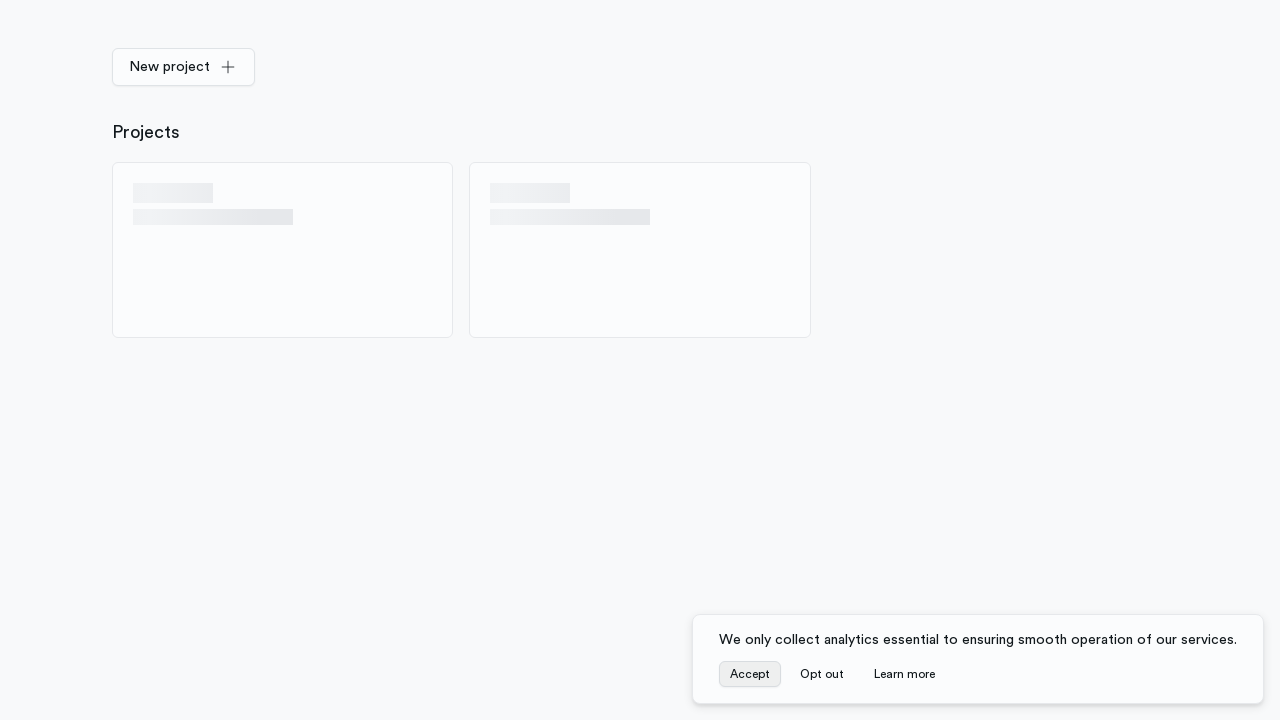 New project
Projects
We only collect analytics essential to ensuring smooth operation of our services.
Accept Opt out Learn more